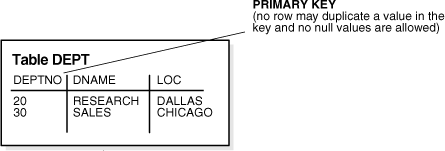 PRIMARY KEY
(no row may duplicate a value in the
key and no null values are allowed)
Table DEPT
DEPTNO DNAME LOC
20 RESEARCH DALLAS
30 SALES CHICAGO